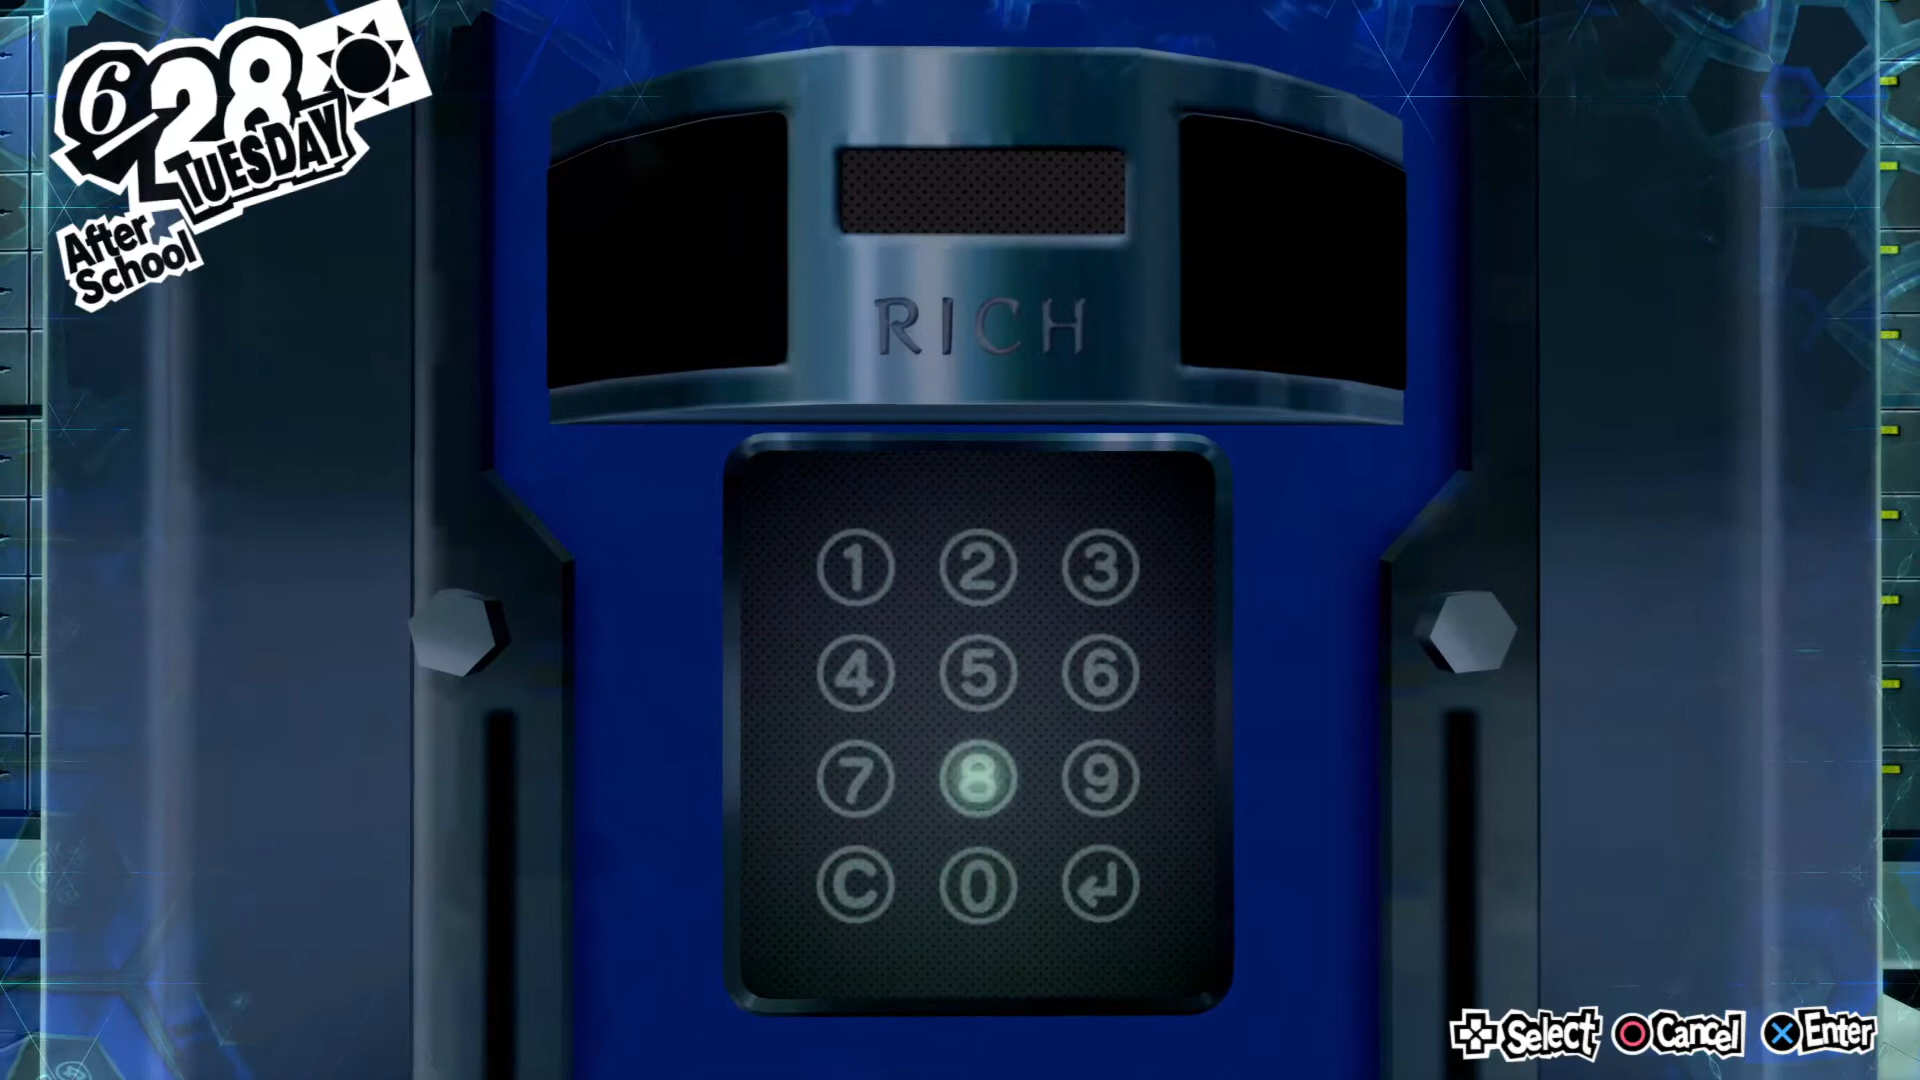 6/28
TUESDAY
After
School
RICH
1 2 3
4 5 6
7 8 9
C 0
Select Cancel Enter